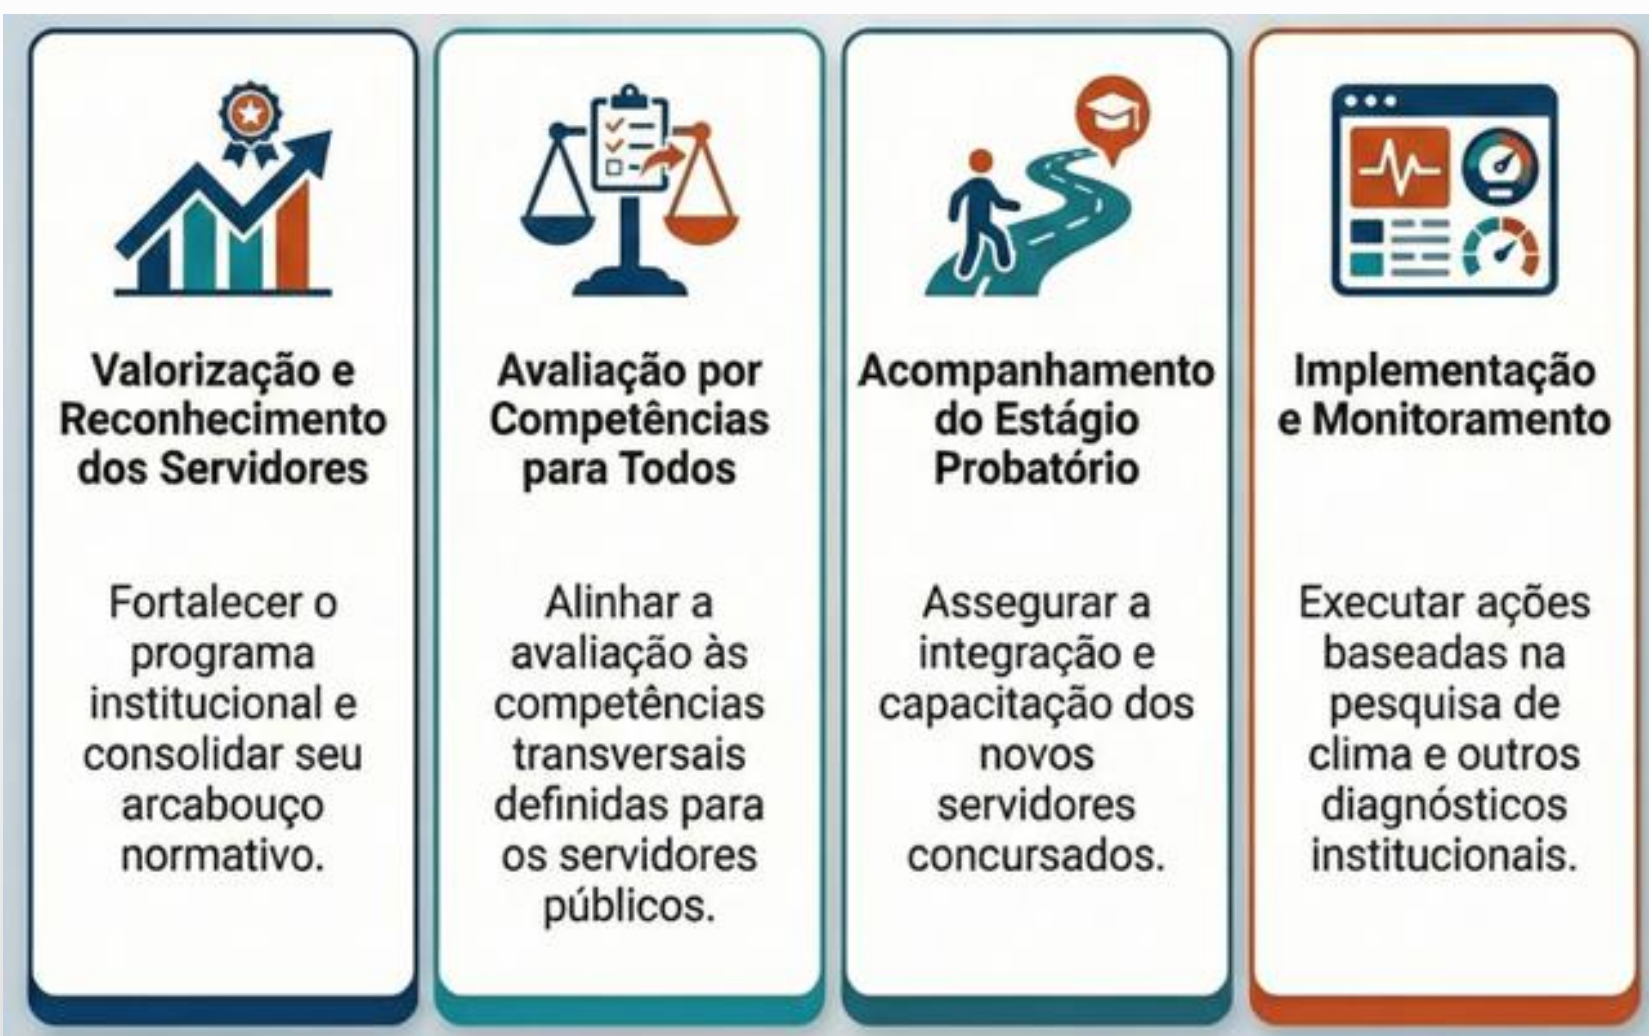 Valorização e
Reconhecimento
dos Servidores
Fortalecer o
programa
institucional e
consolidar seu
arcabouço
normativo.
Avaliação por
Competências
para Todos
Alinhar a
avaliação às
competências
transversais
definidas para
os servidores
públicos.
Acompanhamento
do Estágio
Probatório
Assegurar a
integração e
capacitação dos
novos
servidores
concursados.
Implementação
e Monitoramento
Executar ações
baseadas na
pesquisa de
clima e outros
diagnósticos
institucionais.